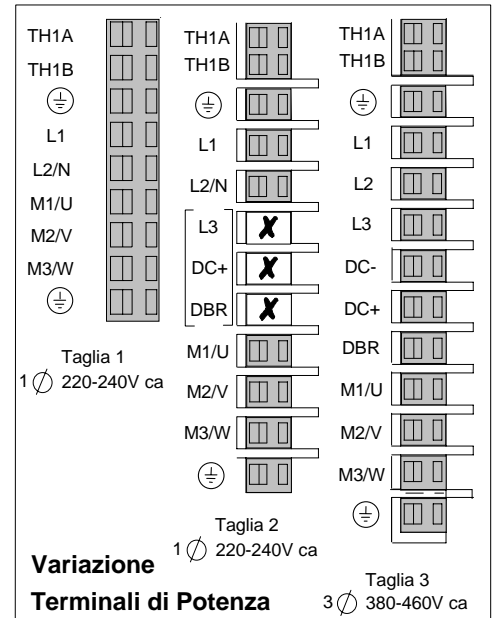 TH1A
TH1B
L1
L2/N
M1/U
M2/V
M3/W
Taglia 1
1 ∅ 220-240V ca
TH1A
TH1B
L1
L2/N
L3
DC+
DBR
M1/U
M2/V
M3/W
Taglia 2
1 ∅ 220-240V ca
TH1A
TH1B
L1
L2
L3
DC-
DC+
DBR
M1/U
M2/V
M3/W
Taglia 3
3 ∅ 380-460V ca
Variazione
Terminali di Potenza